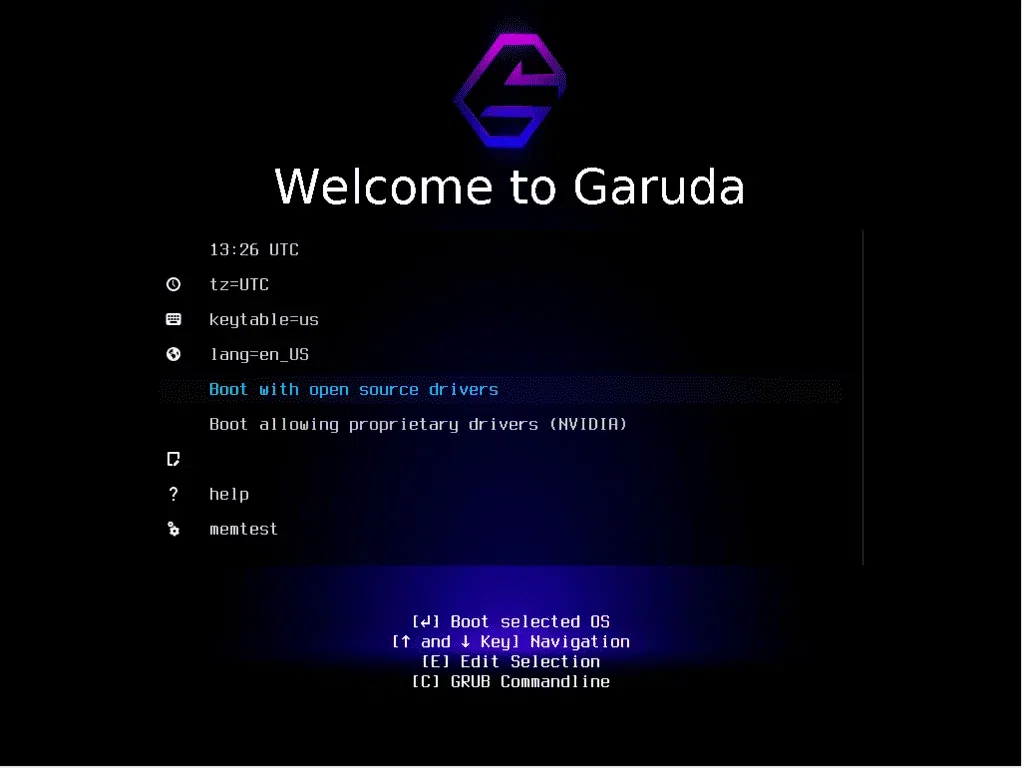 Welcome to Garuda
13:26 UTC
tz=UTC
keytable=us
lang=en_US
Boot with open source drivers
Boot allowing proprietary drivers (NVIDIA)
? help
memtest
[↲] Boot selected OS
[↑ and ↓ Key] Navigation
[E] Edit Selection
[C] GRUB Commandline